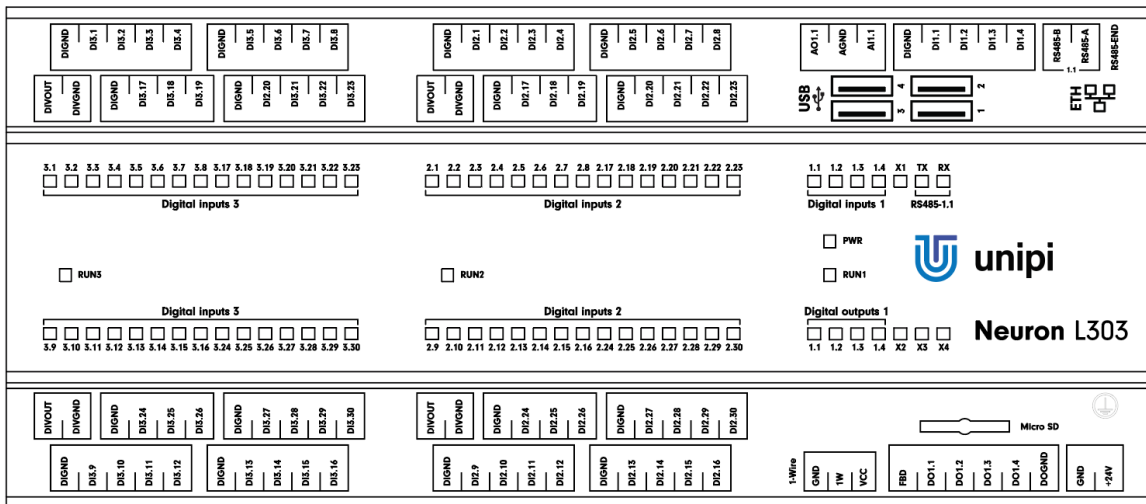 DIGND DI3.1 DI3.2 DI3.3 DI3.4 DIGND DI3.5 DI3.6 DI3.7 DI3.8 DIGND DI2.1 DI2.2 DI2.3 DI2.4 DIGND DI2.5 DI2.6 DI2.7 DI2.8 AO1.1 AGND AI1.1 DIGND DI1.1 DI1.2 DI1.3 DI1.4 RS485-B RS485-A RS485-END
1.1
DIVOUT DIVGND DIGND DI3.17 DI3.18 DI3.19 DIGND DI3.20 DI3.21 DI3.22 DI3.23 DIVOUT DIVGND DIGND DI2.17 DI2.18 DI2.19 DIGND DI2.20 DI2.21 DI2.22 DI2.23 USB 4 3 2 1 ETH
3.1 3.2 3.3 3.4 3.5 3.6 3.7 3.8 3.17 3.18 3.19 3.20 3.21 3.22 3.23 2.1 2.2 2.3 2.4 2.5 2.6 2.7 2.8 2.17 2.18 2.19 2.20 2.21 2.22 2.23 1.1 1.2 1.3 1.4 X1 TX RX
Digital inputs 3 Digital inputs 2 Digital inputs 1 RS485-1.1
PWR
unipi
RUN3 RUN2 RUN1
Digital inputs 3 Digital inputs 2 Digital outputs 1
Neuron L303
3.9 3.10 3.11 3.12 3.13 3.14 3.15 3.16 3.24 3.25 3.26 3.27 3.28 3.29 3.30 2.9 2.10 2.11 2.12 2.13 2.14 2.15 2.16 2.24 2.25 2.26 2.27 2.28 2.29 2.30 1.1 1.2 1.3 1.4 X2 X3 X4
DIVOUT DIVGND DIGND DI3.24 DI3.25 DI3.26 DIGND DI3.27 DI3.28 DI3.29 DI3.30 DIVOUT DIVGND DIGND DI2.24 DI2.25 DI2.26 DIGND DI2.27 DI2.28 DI2.29 DI2.30 Micro SD
DIGND DI3.9 DI3.10 DI3.11 DI3.12 DIGND DI3.13 DI3.14 DI3.15 DI3.16 DIGND DI2.9 DI2.10 DI2.11 DI2.12 DIGND DI2.13 DI2.14 DI2.15 DI2.16 1-Wire GND 1W VCC FBD DO1.1 DO1.2 DO1.3 DO1.4 DOGND GND +24V